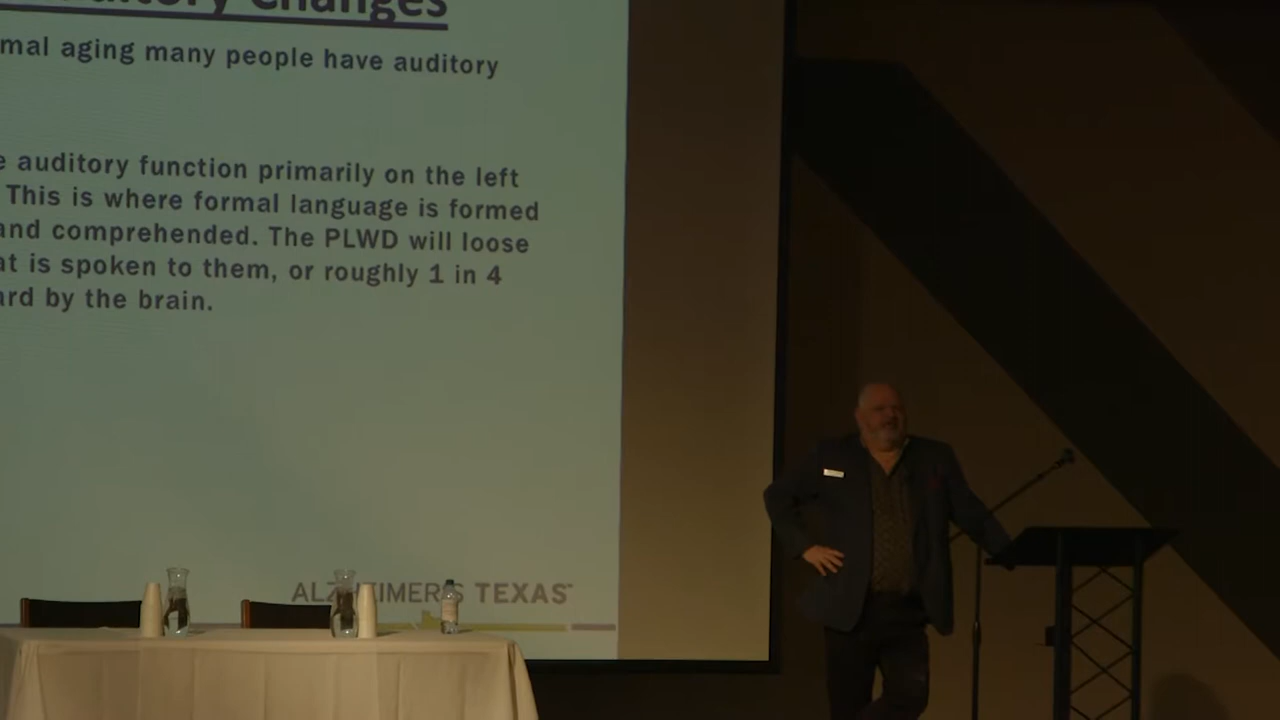 Changes
mal aging many people have auditory
auditory function primarily on the left
This is where formal language is formed
and comprehended. The PLWD will loose
at is spoken to them, or roughly 1 in 4
ard by the brain.
ALZHEIMER'S TEXAS